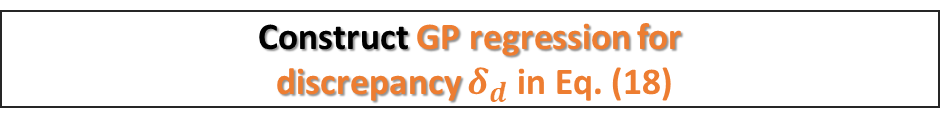 Construct GP regression for
discrepancy δ_d in Eq. (18)